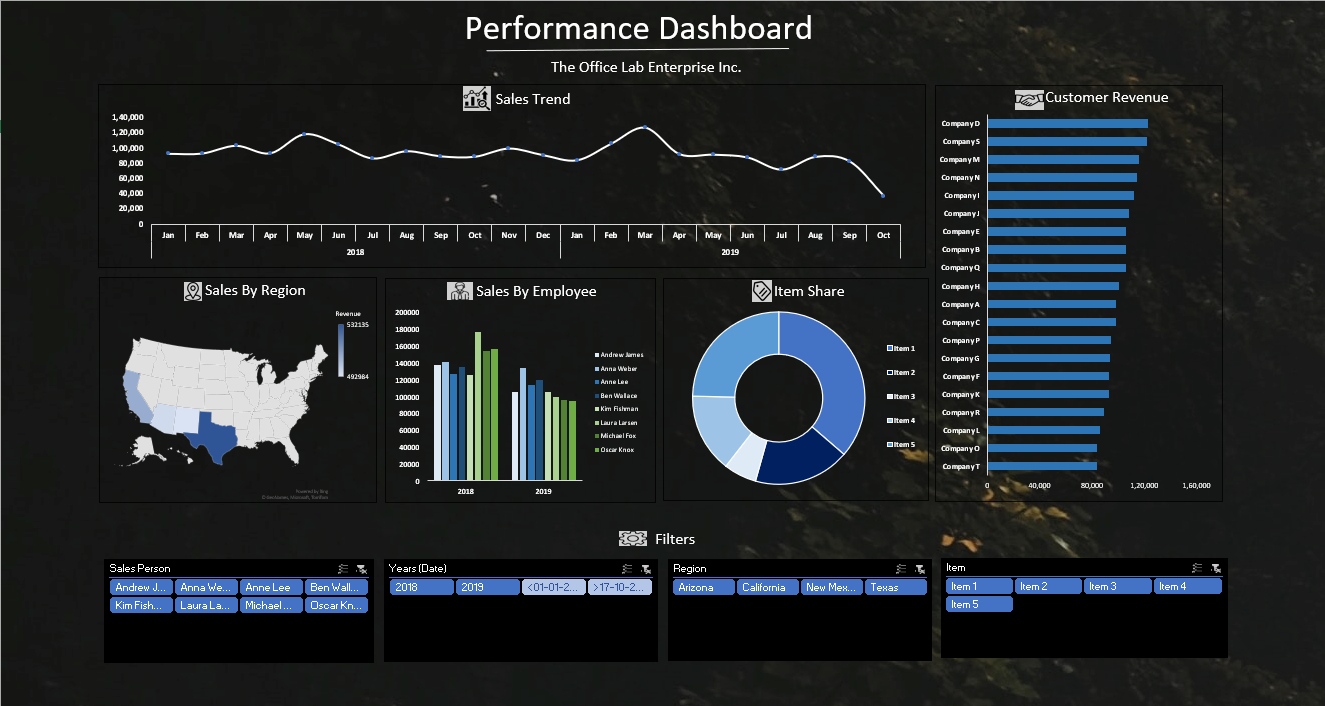 Performance Dashboard
The Office Lab Enterprise Inc.
Sales Trend
1,40,000
1,20,000
1,00,000
80,000
60,000
40,000
20,000
0
Jan Feb Mar Apr May Jun Jul Aug Sep Oct Nov Dec Jan Feb Mar Apr May Jun Jul Aug Sep Oct
2018 2019
Customer Revenue
Company D
Company S
Company M
Company N
Company I
Company J
Company E
Company B
Company Q
Company H
Company A
Company C
Company P
Company G
Company F
Company K
Company R
Company L
Company O
Company T
0 40,000 80,000 1,20,000 1,60,000
Sales By Region
Revenue
532135
492984
Powered by Bing
© GeoNames, Microsoft, TomTom
Sales By Employee
200000
180000
160000
140000
120000
100000
80000
60000
40000
20000
0
2018 2019
Andrew James
Anna Weber
Anne Lee
Ben Wallace
Kim Fishman
Laura Larsen
Michael Fox
Oscar Knox
Item Share
Item 1
Item 2
Item 3
Item 4
Item 5
Filters
Sales Person
Andrew J... Anna We... Anne Lee Ben Wall...
Kim Fish... Laura La... Michael ... Oscar Kn...
Years (Date)
2018 2019 <01-01-2... >17-10-2...
Region
Arizona California New Mex... Texas
Item
Item 1 Item 2 Item 3 Item 4
Item 5